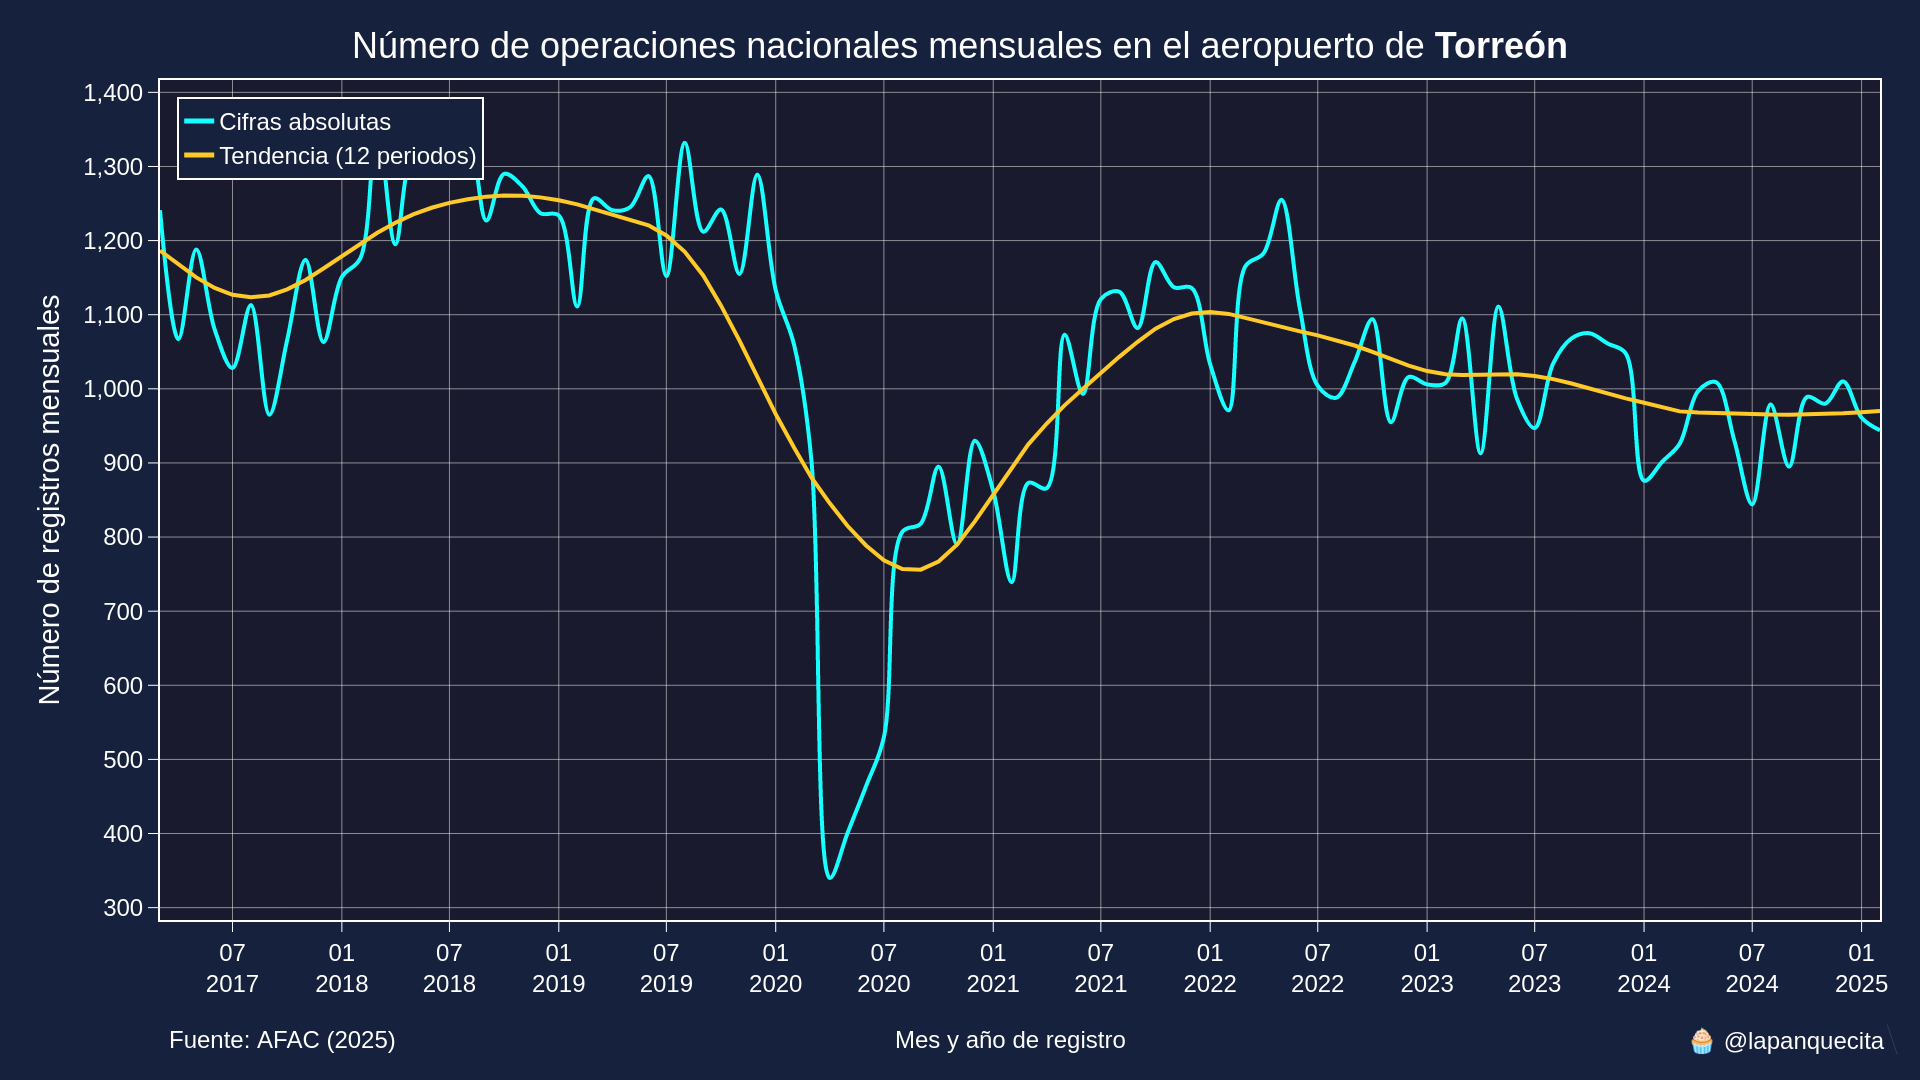 Número de operaciones nacionales mensuales en el aeropuerto de Torreón
Cifras absolutas
Tendencia (12 periodos)
Número de registros mensuales
1,400
1,300
1,200
1,100
1,000
900
800
700
600
500
400
300
07 01 07 01 07 01 07 01 07 01 07 01 07 01 07 01
2017 2018 2018 2019 2019 2020 2020 2021 2021 2022 2022 2023 2023 2024 2024 2025
Fuente: AFAC (2025)
Mes y año de registro
🧁 @lapanquecita